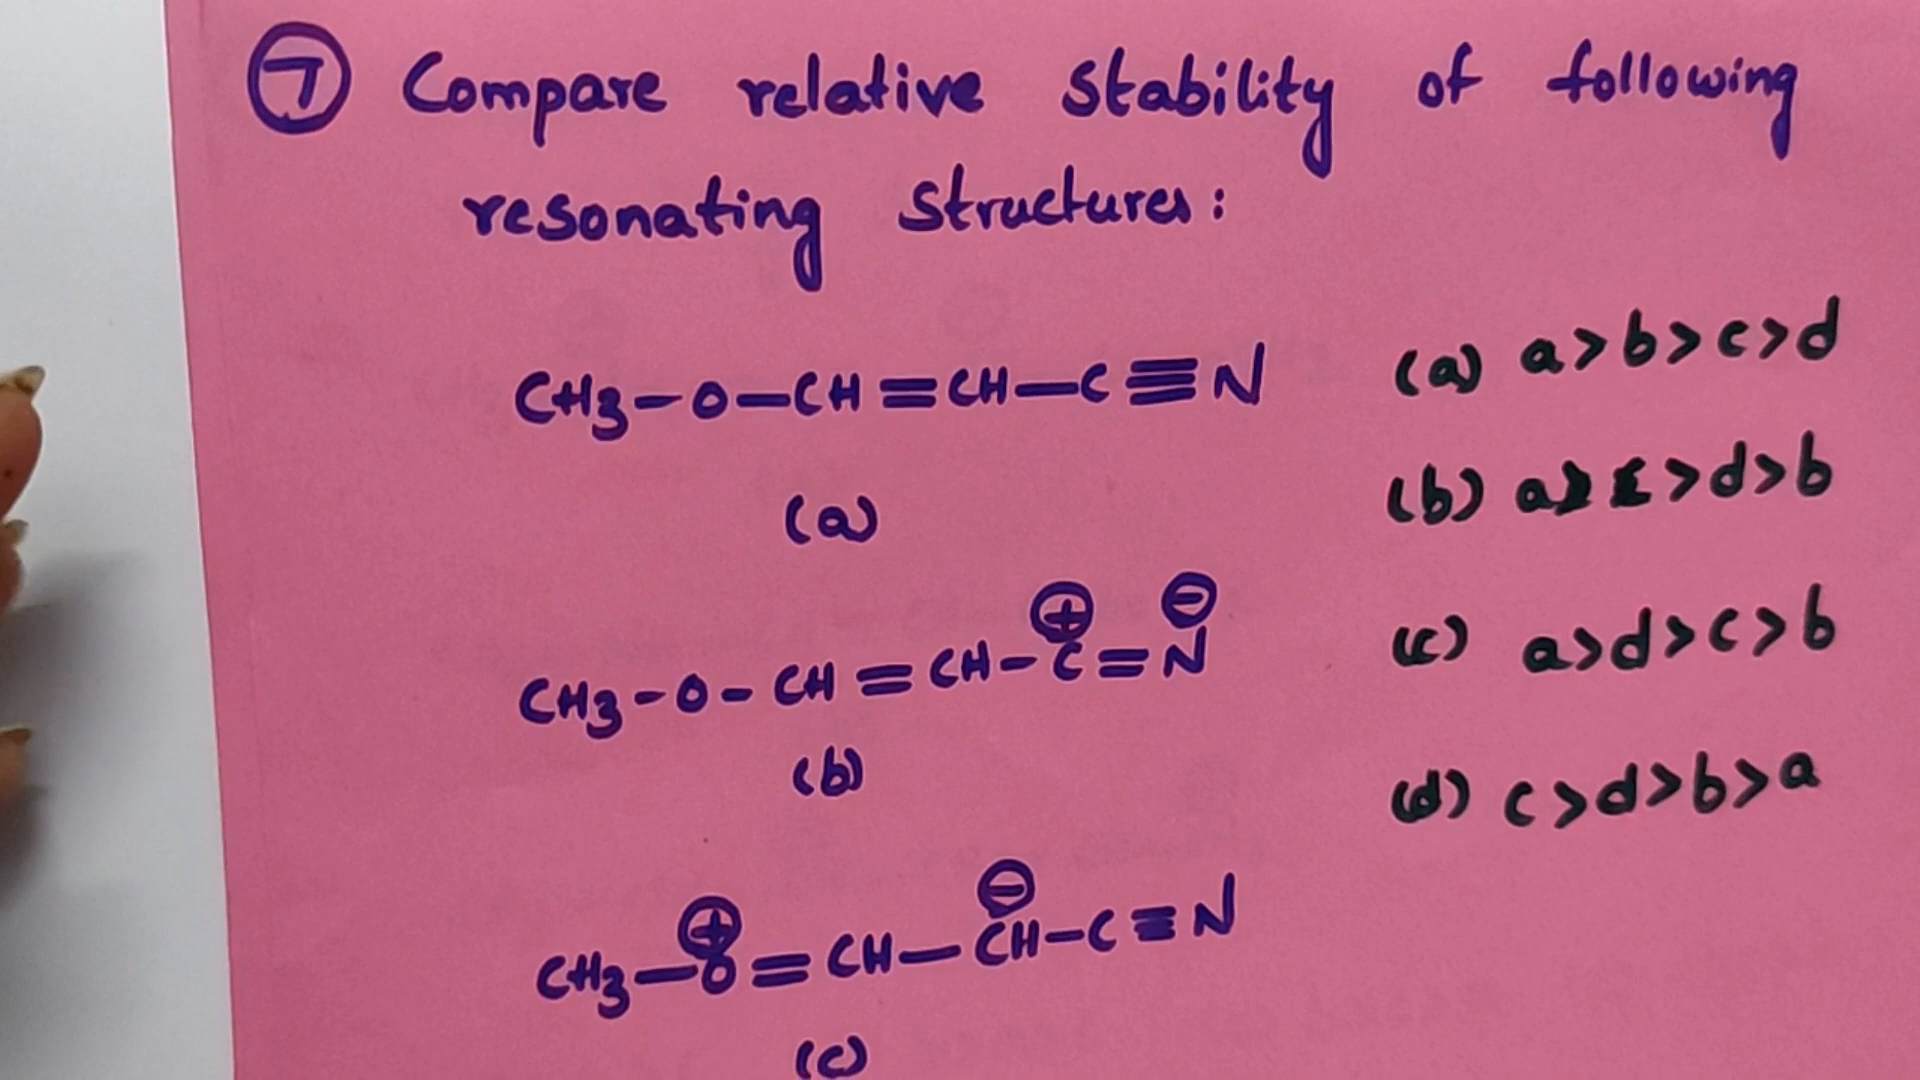 7 Compare relative stability of following
resonating structures:
CH3-O-CH=CH-C≡N
(a)
CH3-O-CH=CH-C⊕=N⊖
(b)
CH3-O⊕=CH-CH⊖-C≡N
(c)
(a) a>b>c>d
(b) a>c>d>b
(c) a>d>c>b
(d) c>d>b>a